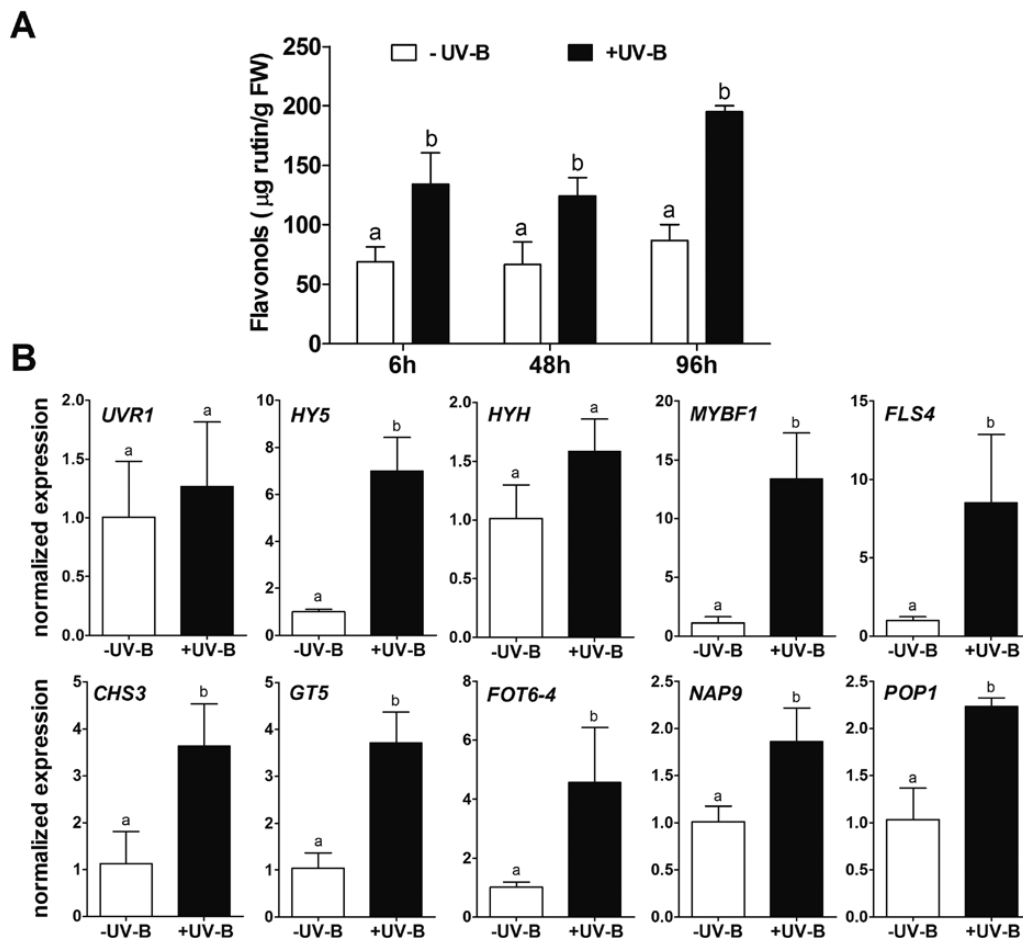 A
- UV-B +UV-B
Flavonols ( µg rutin/g FW)
250
200
150
100
50
0
a b a b a b
6h 48h 96h
B
normalized expression
UVR1
2.0
1.5
1.0
0.5
0.0
a a
-UV-B +UV-B
HY5
10
8
6
4
2
0
a b
-UV-B +UV-B
HYH
2.0
1.5
1.0
0.5
0.0
a a
-UV-B +UV-B
MYBF1
20
15
10
5
0
a b
-UV-B +UV-B
FLS4
15
10
5
0
a b
-UV-B +UV-B
normalized expression
CHS3
5
4
3
2
1
0
a b
-UV-B +UV-B
GT5
5
4
3
2
1
0
a b
-UV-B +UV-B
FOT6-4
8
6
4
2
0
a b
-UV-B +UV-B
NAP9
2.5
2.0
1.5
1.0
0.5
0.0
a b
-UV-B +UV-B
POP1
2.5
2.0
1.5
1.0
0.5
0.0
a b
-UV-B +UV-B